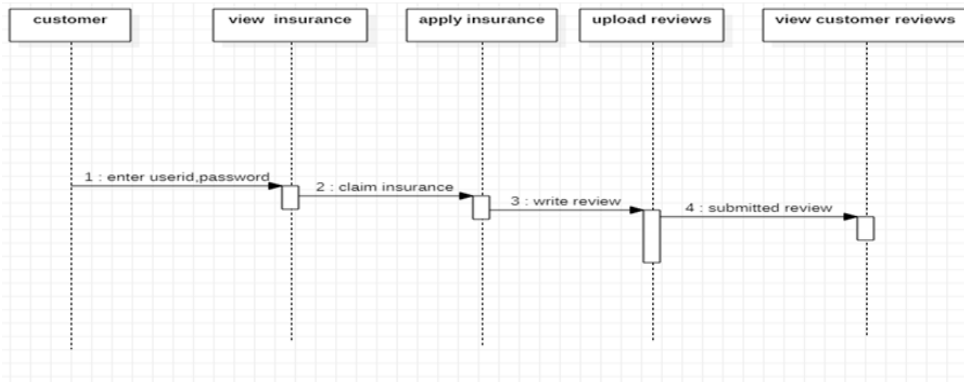 customer
view insurance
apply insurance
upload reviews
view customer reviews
1 : enter userid,password
2 : claim insurance
3 : write review
4 : submitted review